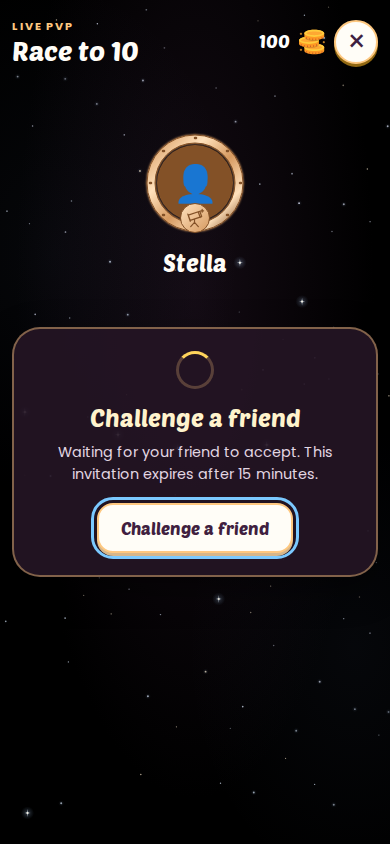 LIVE PVP
Race to 10
100
Stella
Challenge a friend
Waiting for your friend to accept. This
invitation expires after 15 minutes.
Challenge a friend